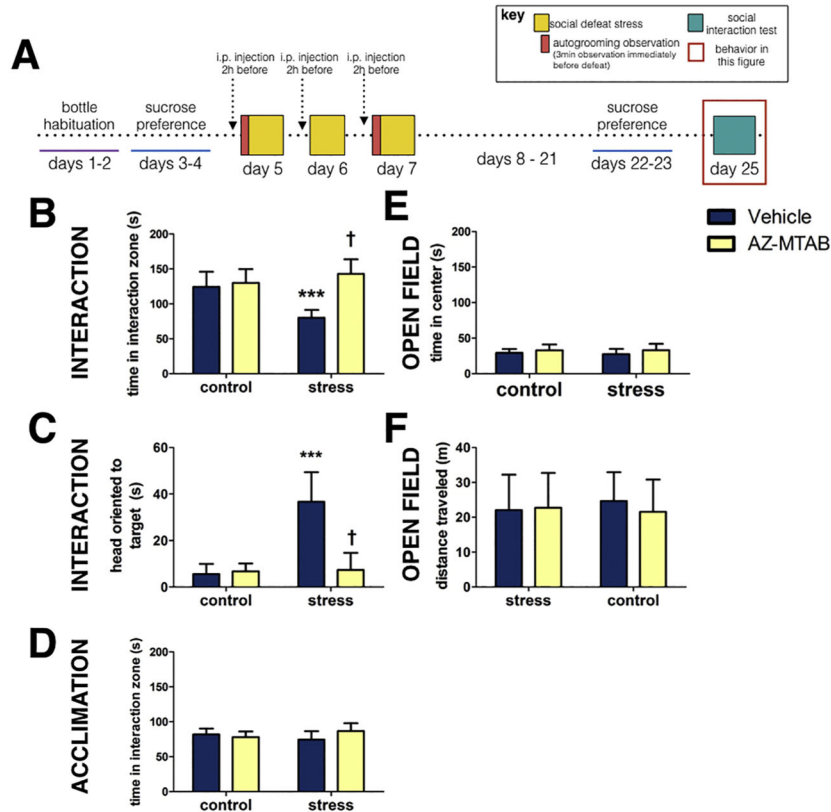 key
social defeat stress
autogrooming observation
(3min observation immediately
before defeat)
social
interaction test
behavior in
this figure
A
i.p. injection
2h before
i.p. injection
2h before
i.p. injection
2h before
bottle
habituation
sucrose
preference
sucrose
preference
days 1-2
days 3-4
day 5
day 6
day 7
days 8 - 21
days 22-23
day 25
B
INTERACTION
time in interaction zone (s)
200
150
100
50
0
***
†
control
stress
E
OPEN FIELD
time in center (s)
200
150
100
50
0
control
stress
Vehicle
AZ-MTAB
C
INTERACTION
head oriented to
target (s)
60
40
20
0
***
†
control
stress
F
OPEN FIELD
distance traveled (m)
40
30
20
10
0
stress
control
D
ACCLIMATION
time in interaction zone (s)
200
150
100
50
0
control
stress